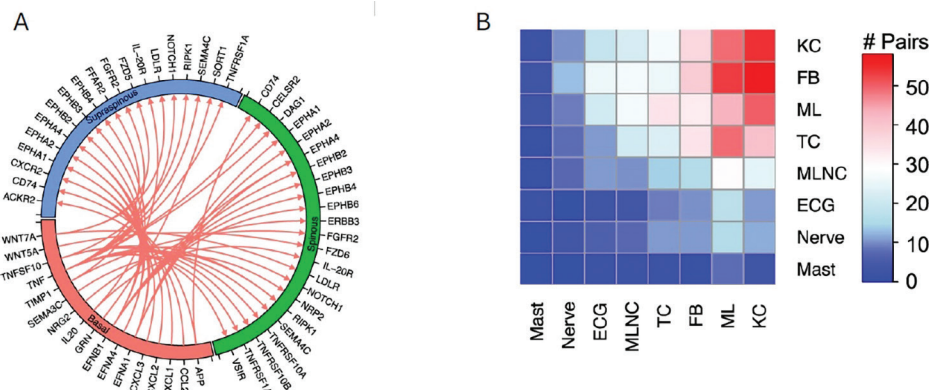 A
B
ACKR2
CD74
CXCR2
EPHA1
EPHA2
EPHA4
EPHB2
EPHB3
EPHB4
FFAR2
FGFR2
FZD5
IL-20R
LDLR
NOTCH1
RIPK1
SEMA4C
SORT1
TNFRSF1A
Supraspinous
CD74
CELSR2
DAG1
EPHA1
EPHA2
EPHA4
EPHB2
EPHB3
EPHB4
EPHB6
ERBB3
FGFR2
FZD6
IL-20R
LDLR
NOTCH1
NRP2
RIPK1
SEMA4C
TNFRSF10A
TNFRSF10B
VSIR
Spinous
WNT7A
WNT5A
TNFSF10
TNF
TIMP1
SEMA3C
NRG2
IL20
GRN
EFNB1
EFNA4
EFNA1
APP
Basal
KC
FB
ML
TC
MLNC
ECG
Nerve
Mast
Mast
Nerve
ECG
MLNC
TC
FB
ML
KC
# Pairs
50
40
30
20
10
0